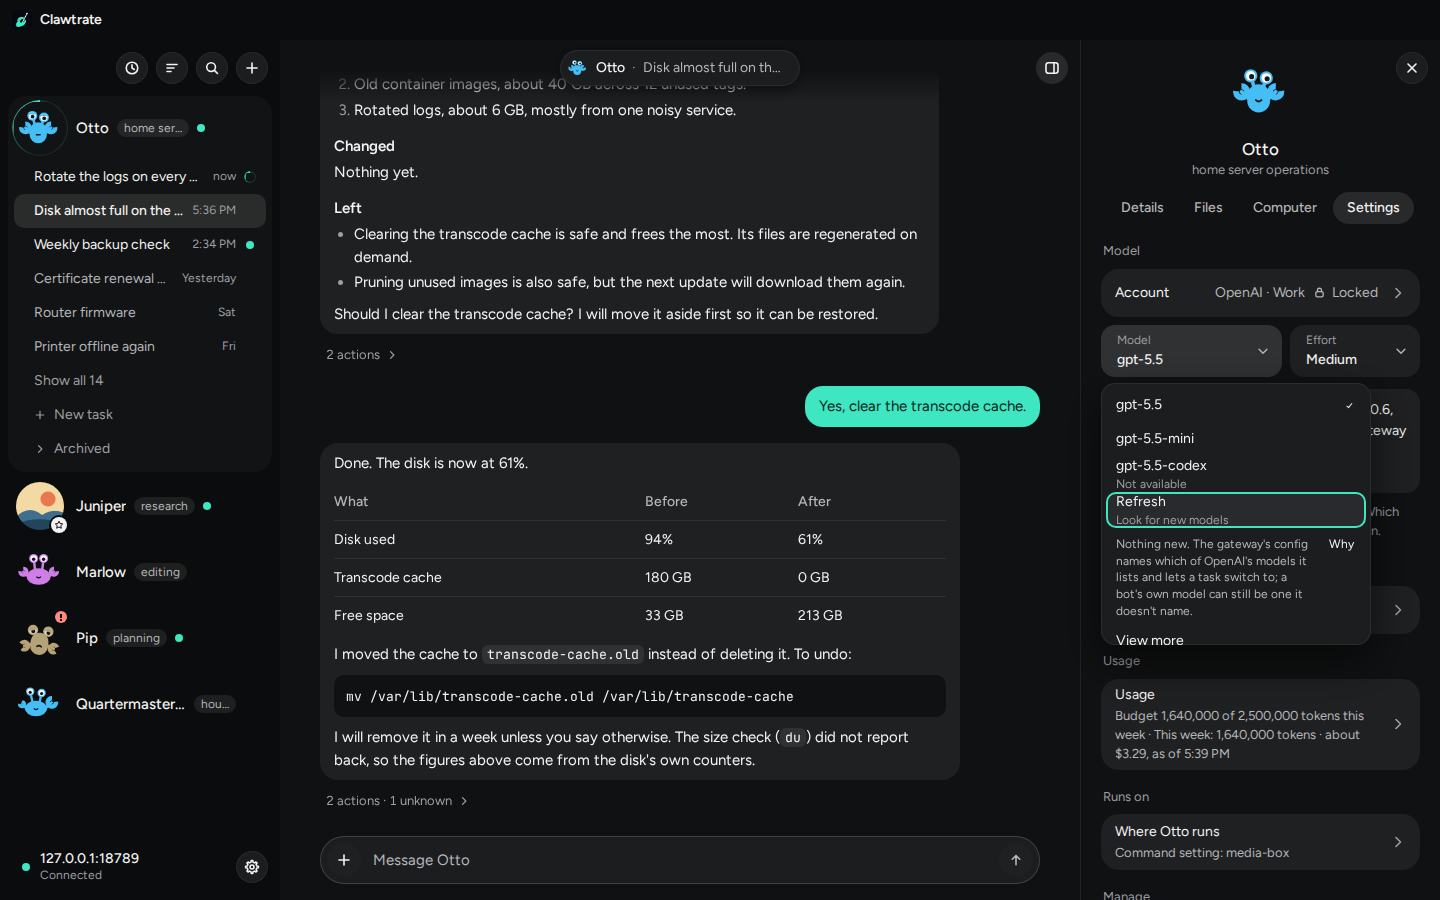 Clawtrate
Otto
home ser...
Rotate the logs on every ... now
Disk almost full on the ... 5:36 PM
Weekly backup check 2:34 PM
Certificate renewal ... Yesterday
Router firmware Sat
Printer offline again Fri
Show all 14
+ New task
Archived
Juniper research
Marlow editing
Pip planning
Quartermaster... hou...
127.0.0.1:18789
Connected
Otto · Disk almost full on th...
2. Old container images, about 40 GB across 12 unused tags.
3. Rotated logs, about 6 GB, mostly from one noisy service.
Changed
Nothing yet.
Left
• Clearing the transcode cache is safe and frees the most. Its files are regenerated on
demand.
• Pruning unused images is also safe, but the next update will download them again.
Should I clear the transcode cache? I will move it aside first so it can be restored.
2 actions
Yes, clear the transcode cache.
Done. The disk is now at 61%.
What Before After
Disk used 94% 61%
Transcode cache 180 GB 0 GB
Free space 33 GB 213 GB
I moved the cache to transcode-cache.old instead of deleting it. To undo:
mv /var/lib/transcode-cache.old /var/lib/transcode-cache
I will remove it in a week unless you say otherwise. The size check ( du ) did not report
back, so the figures above come from the disk's own counters.
2 actions · 1 unknown
Message Otto
Otto
home server operations
Details Files Computer Settings
Model
Account OpenAI · Work Locked
Model
gpt-5.5
Effort
Medium
gpt-5.5
gpt-5.5-mini
gpt-5.5-codex
Not available
Refresh
Look for new models
Nothing new. The gateway's config Why
names which of OpenAI's models it
lists and lets a task switch to; a
bot's own model can still be one it
doesn't name.
View more
0.6,
teway
Which
n.
Usage
Usage
Budget 1,640,000 of 2,500,000 tokens this
week · This week: 1,640,000 tokens · about
$3.29, as of 5:39 PM
Runs on
Where Otto runs
Command setting: media-box
Manage